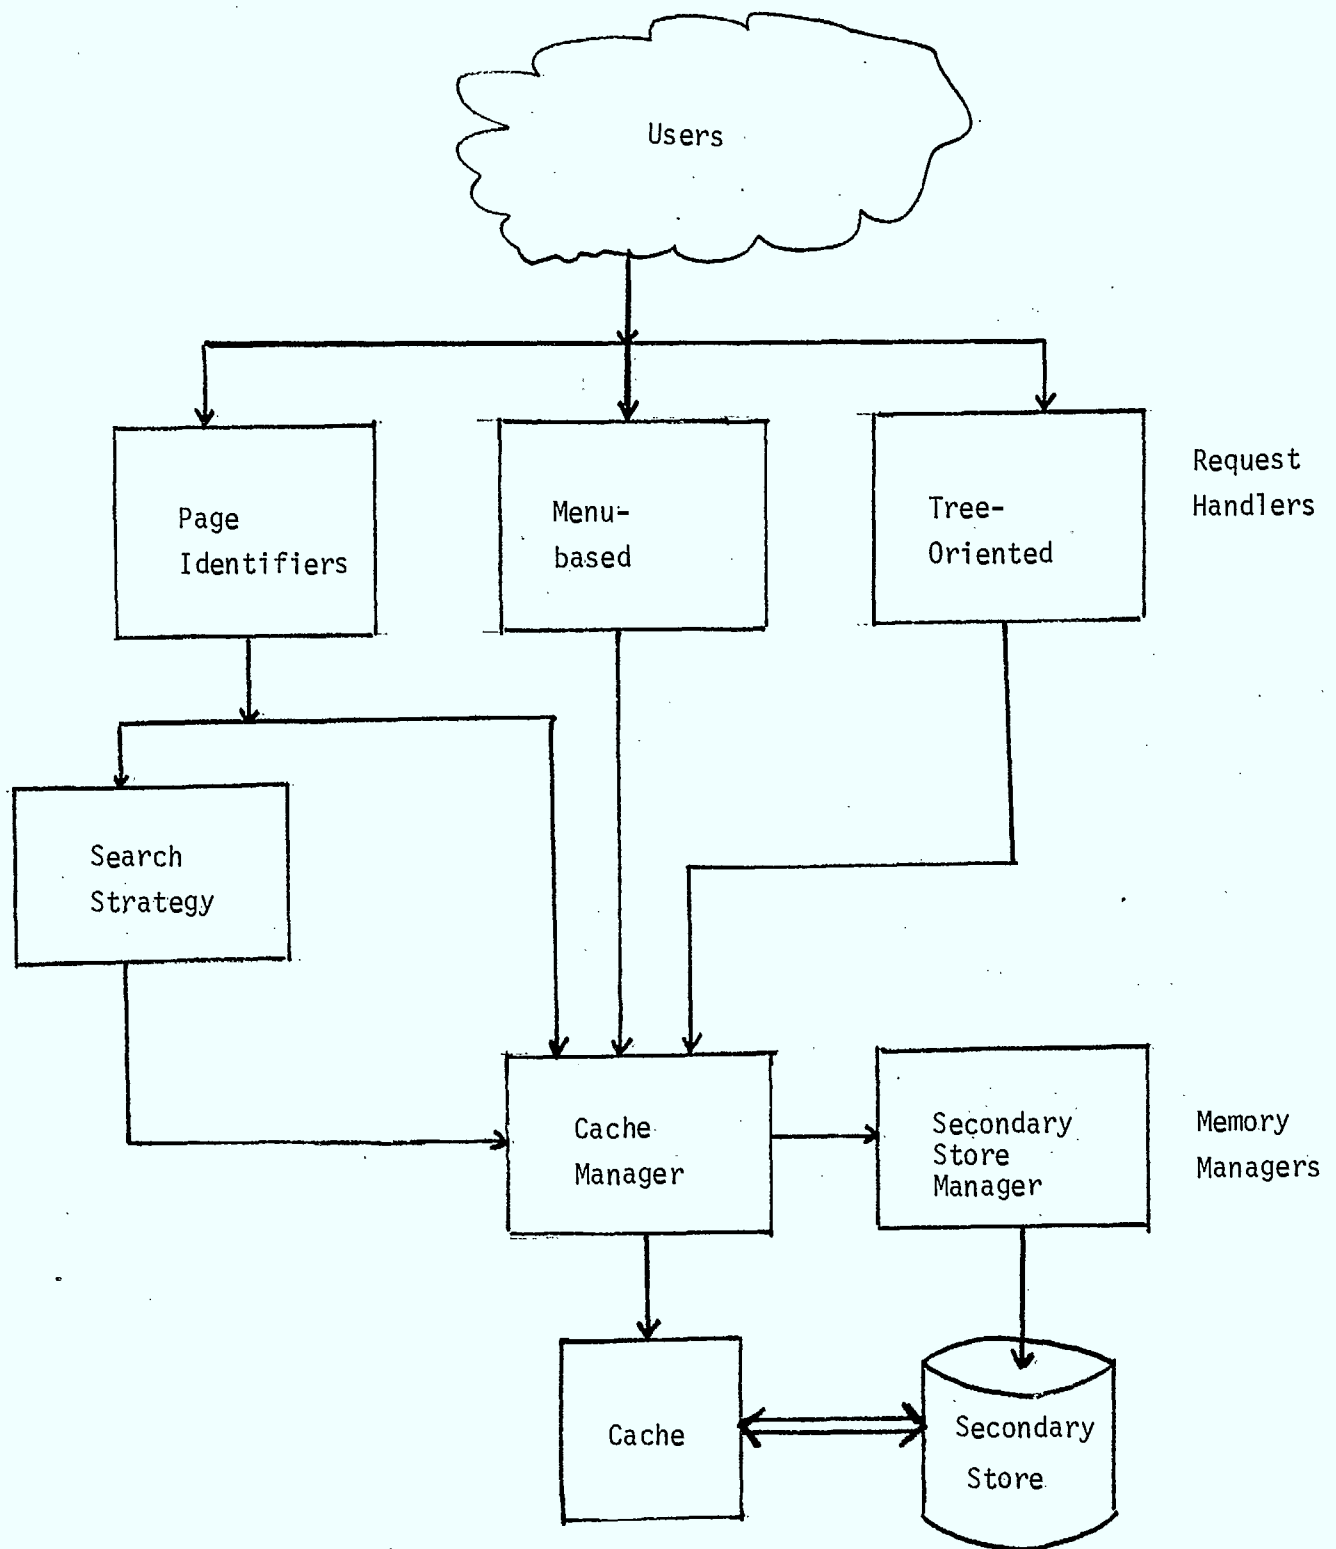 Users
Page
Identifiers
Menu-
based
Tree-
Oriented
Request
Handlers
Search
Strategy
Cache
Manager
Secondary
Store
Manager
Memory
Managers
Cache
Secondary
Store